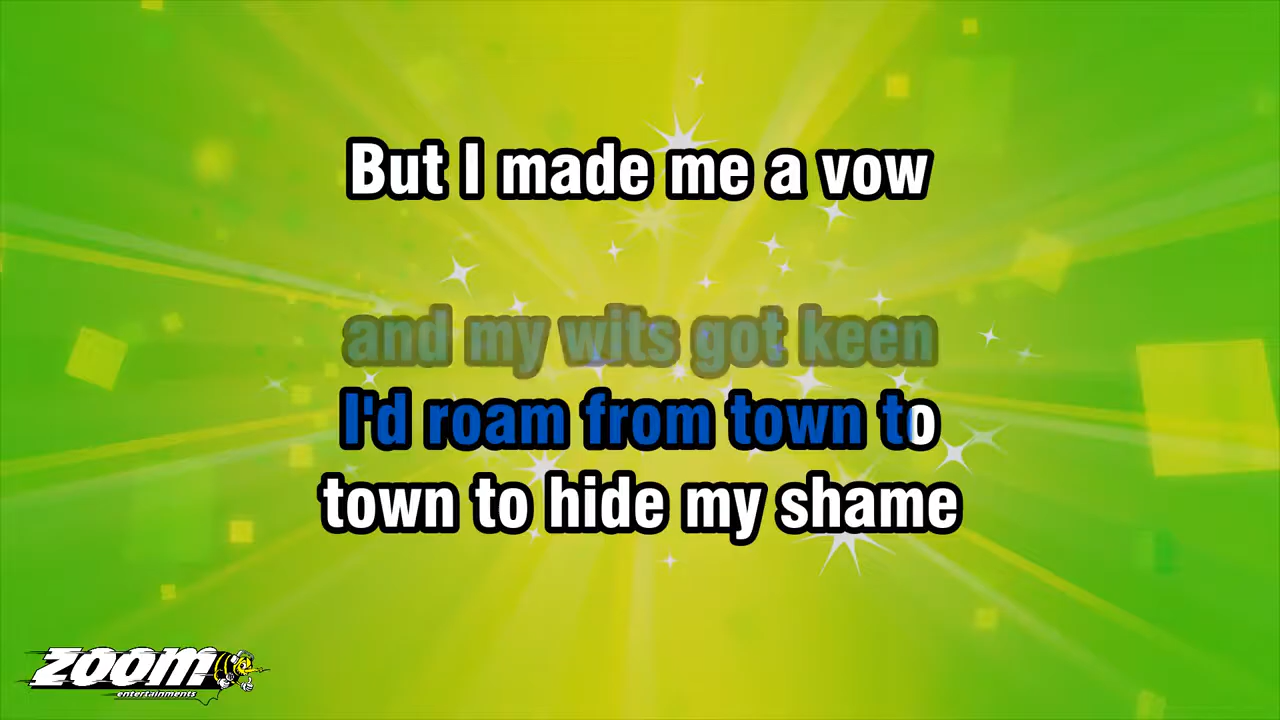 But I made me a vow
and my wits got keen
I'd roam from town to
town to hide my shame
zoom
entertainments